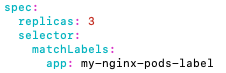 spec:
  replicas: 3
  selector:
    matchLabels:
      app: my-nginx-pods-label